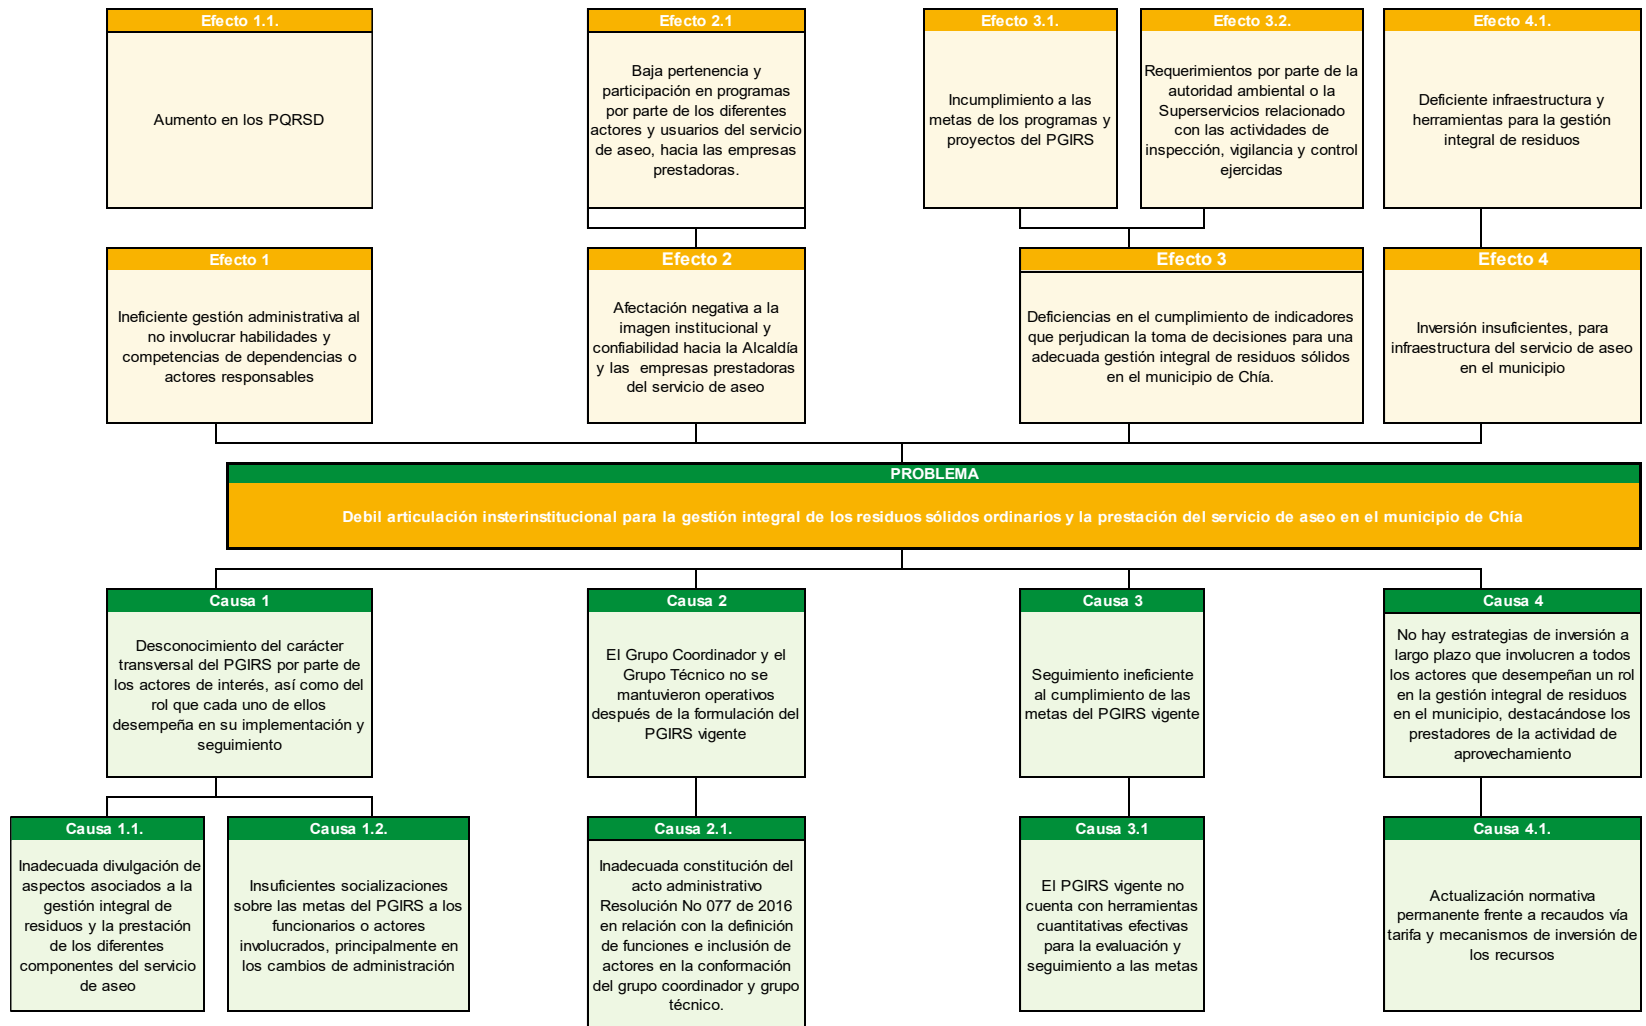 Efecto 1.1.
Aumento en los PQRSD
Efecto 2.1
Baja pertenencia y
participación en programas
por parte de los diferentes
actores y usuarios del servicio
de aseo, hacia las empresas
prestadoras.
Efecto 3.1.
Incumplimiento a las
metas de los programas y
proyectos del PGIRS
Efecto 3.2.
Requerimientos por parte de la
autoridad ambiental o la
Superservicios relacionado
con las actividades de
inspección, vigilancia y control
ejercidas
Efecto 4.1.
Deficiente infraestructura y
herramientas para la gestión
integral de residuos
Efecto 1
Ineficiente gestión administrativa al
no involucrar habilidades y
competencias de dependencias o
actores responsables
Efecto 2
Afectación negativa a la
imagen institucional y
confiabilidad hacia la Alcaldía
y las empresas prestadoras
del servicio de aseo
Efecto 3
Deficiencias en el cumplimiento de indicadores
que perjudican la toma de decisiones para una
adecuada gestión integral de residuos sólidos
en el municipio de Chía.
Efecto 4
Inversión insuficientes, para
infraestructura del servicio de aseo
en el municipio
PROBLEMA
Debil articulación insterinstitucional para la gestión integral de los residuos sólidos ordinarios y la prestación del servicio de aseo en el municipio de Chía
Causa 1
Desconocimiento del carácter
transversal del PGIRS por parte de
los actores de interés, así como del
rol que cada uno de ellos
desempeña en su implementación y
seguimiento
Causa 2
El Grupo Coordinador y el
Grupo Técnico no se
mantuvieron operativos
después de la formulación del
PGIRS vigente
Causa 3
Seguimiento ineficiente
al cumplimiento de las
metas del PGIRS vigente
Causa 4
No hay estrategias de inversión a
largo plazo que involucren a todos
los actores que desempeñan un rol
en la gestión integral de residuos
en el municipio, destacándose los
prestadores de la actividad de
aprovechamiento
Causa 1.1.
Inadecuada divulgación de
aspectos asociados a la
gestión integral de
residuos y la prestación
de los diferentes
componentes del servicio
de aseo
Causa 1.2.
Insuficientes socializaciones
sobre las metas del PGIRS a los
funcionarios o actores
involucrados, principalmente en
los cambios de administración
Causa 2.1.
Inadecuada constitución del
acto administrativo
Resolución No 077 de 2016
en relación con la definición
de funciones e inclusión de
actores en la conformación
del grupo coordinador y grupo
técnico.
Causa 3.1
El PGIRS vigente no
cuenta con herramientas
cuantitativas efectivas
para la evaluación y
seguimiento a las metas
Causa 4.1.
Actualización normativa
permanente frente a recaudos vía
tarifa y mecanismos de inversión de
los recursos